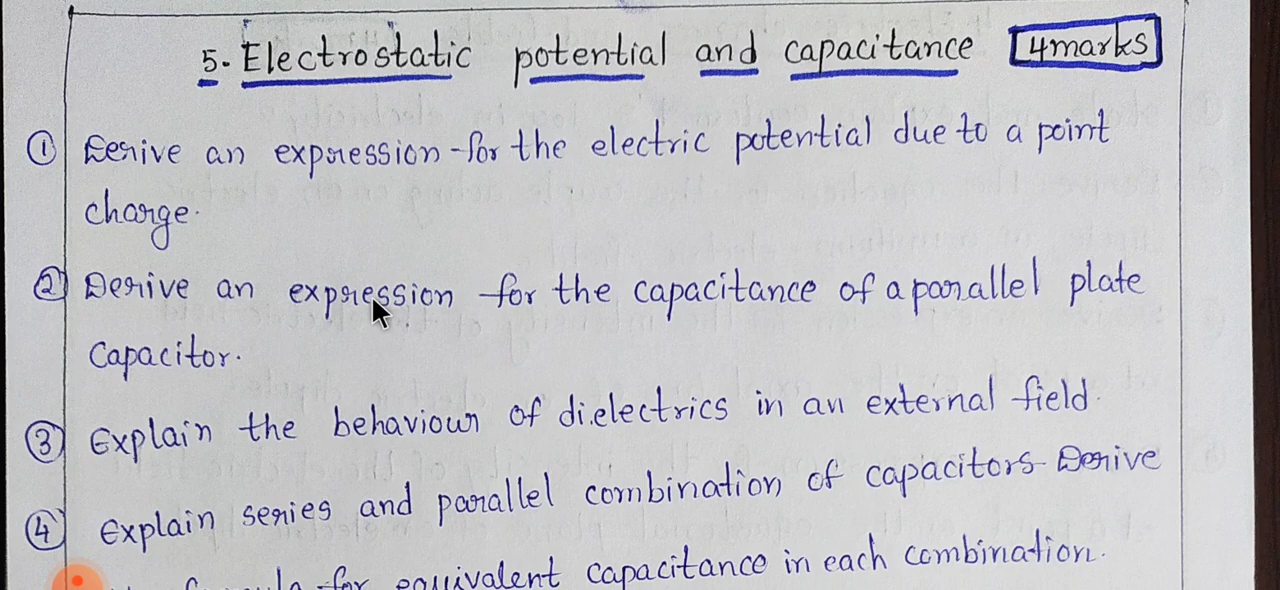 5. Electrostatic potential and capacitance 4marks
① Derive an expression for the electric potential due to a point
charge.
② Derive an expression for the capacitance of a parallel plate
Capacitor.
③ Explain the behaviour of dielectrics in an external field.
④ Explain series and parallel combination of capacitors. Derive
formula for equivalent capacitance in each combination.